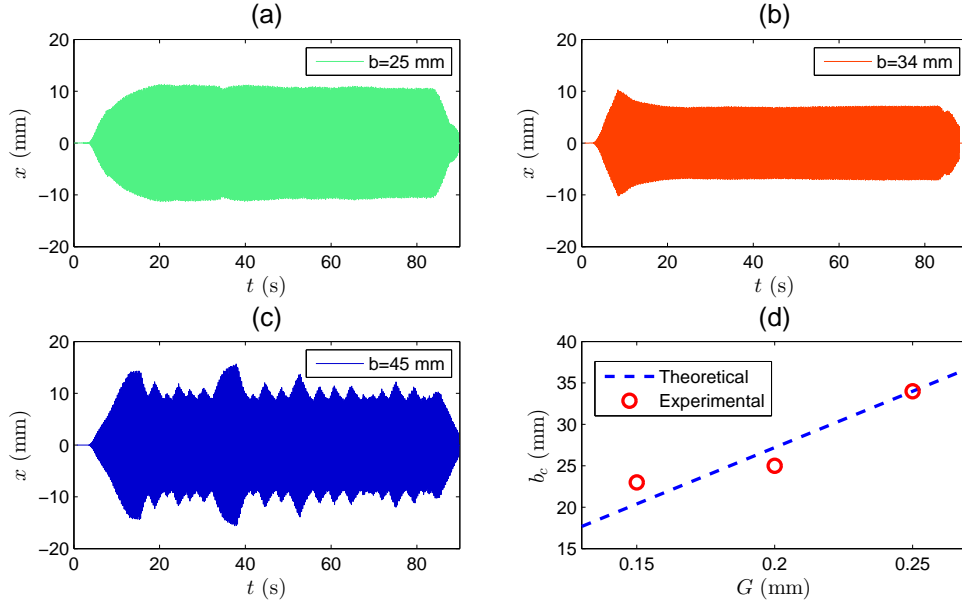 (a)
20
10
0
−10
−20
x (mm)
b=25 mm
0 20 40 60 80
t (s)
(b)
20
10
0
−10
−20
x (mm)
b=34 mm
0 20 40 60 80
t (s)
(c)
20
10
0
−10
−20
x (mm)
b=45 mm
0 20 40 60 80
t (s)
(d)
40
35
30
25
20
15
b_c (mm)
Theoretical
Experimental
0.15 0.2 0.25
G (mm)